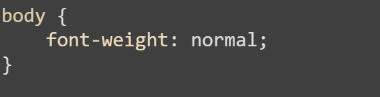 body {
    font-weight: normal;
}